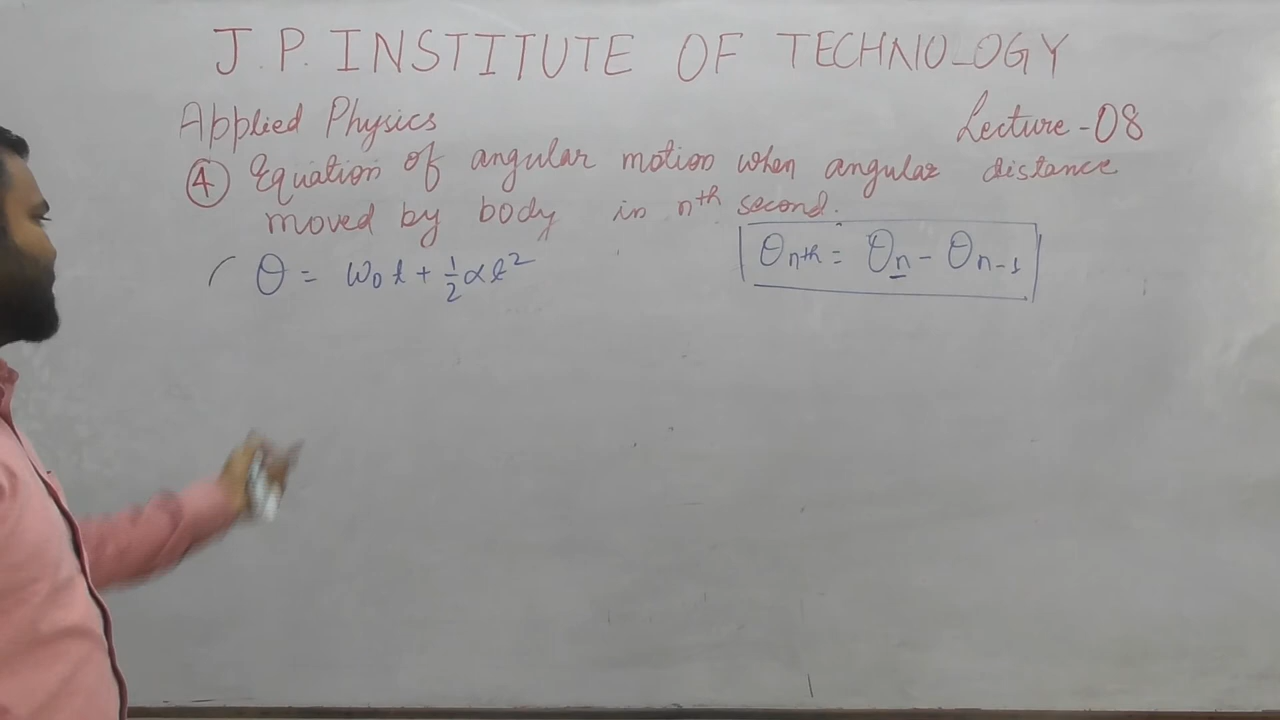 J.P. INSTITUTE OF TECHNOLOGY
Applied Physics Lecture-08
④ Equation of angular motion when angular distance
moved by body in nᵗʰ second.
θ = ω₀t + ½αt² θₙₜₕ = θₙ - θₙ₋₁